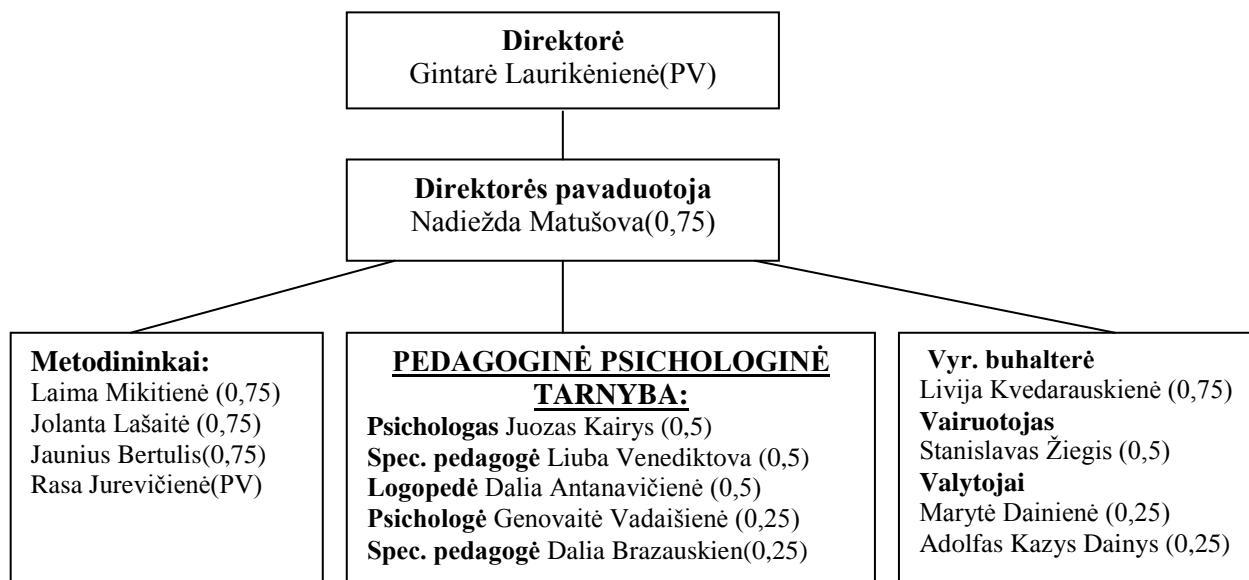 Direktorė
Gintarė Laurikėnienė(PV)
Direktorės pavaduotoja
Nadiežda Matušova(0,75)
Metodininkai:
Laima Mikitienė (0,75)
Jolanta Lašaitė (0,75)
Jaunius Bertulis(0,75)
Rasa Jurevičienė(PV)
PEDAGOGINĖ PSICHOLOGINĖ
TARNYBA:
Psichologas Juozas Kairys (0,5)
Spec. pedagogė Liuba Venediktova (0,5)
Logopedė Dalia Antanavičienė (0,5)
Psichologė Genovaitė Vadaišienė (0,25)
Spec. pedagogė Dalia Brazauskien(0,25)
Vyr. buhalterė
Livija Kvedarauskienė (0,75)
Vairuotojas
Stanislavas Žiegis (0,5)
Valytojai
Marytė Dainienė (0,25)
Adolfas Kazys Dainys (0,25)